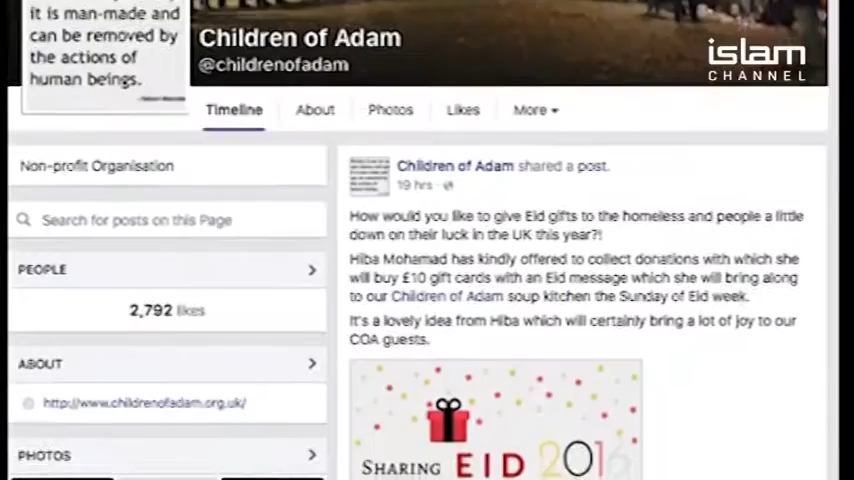 it is man-made and
can be removed by
the actions of
human beings.
Children of Adam
@childrenofadam
islam
CHANNEL
Timeline
About
Photos
Likes
More
Non-profit Organisation
Search for posts on this Page
PEOPLE
2,792 likes
ABOUT
http://www.childrenofadam.org.uk/
PHOTOS
Children of Adam shared a post.
19 hrs
How would you like to give Eid gifts to the homeless and people a little
down on their luck in the UK this year?!
Hiba Mohamad has kindly offered to collect donations with which she
will buy £10 gift cards with an Eid message which she will bring along
to our Children of Adam soup kitchen the Sunday of Eid week.
It's a lovely idea from Hiba which will certainly bring a lot of joy to our
COA guests.
SHARING EID 2016